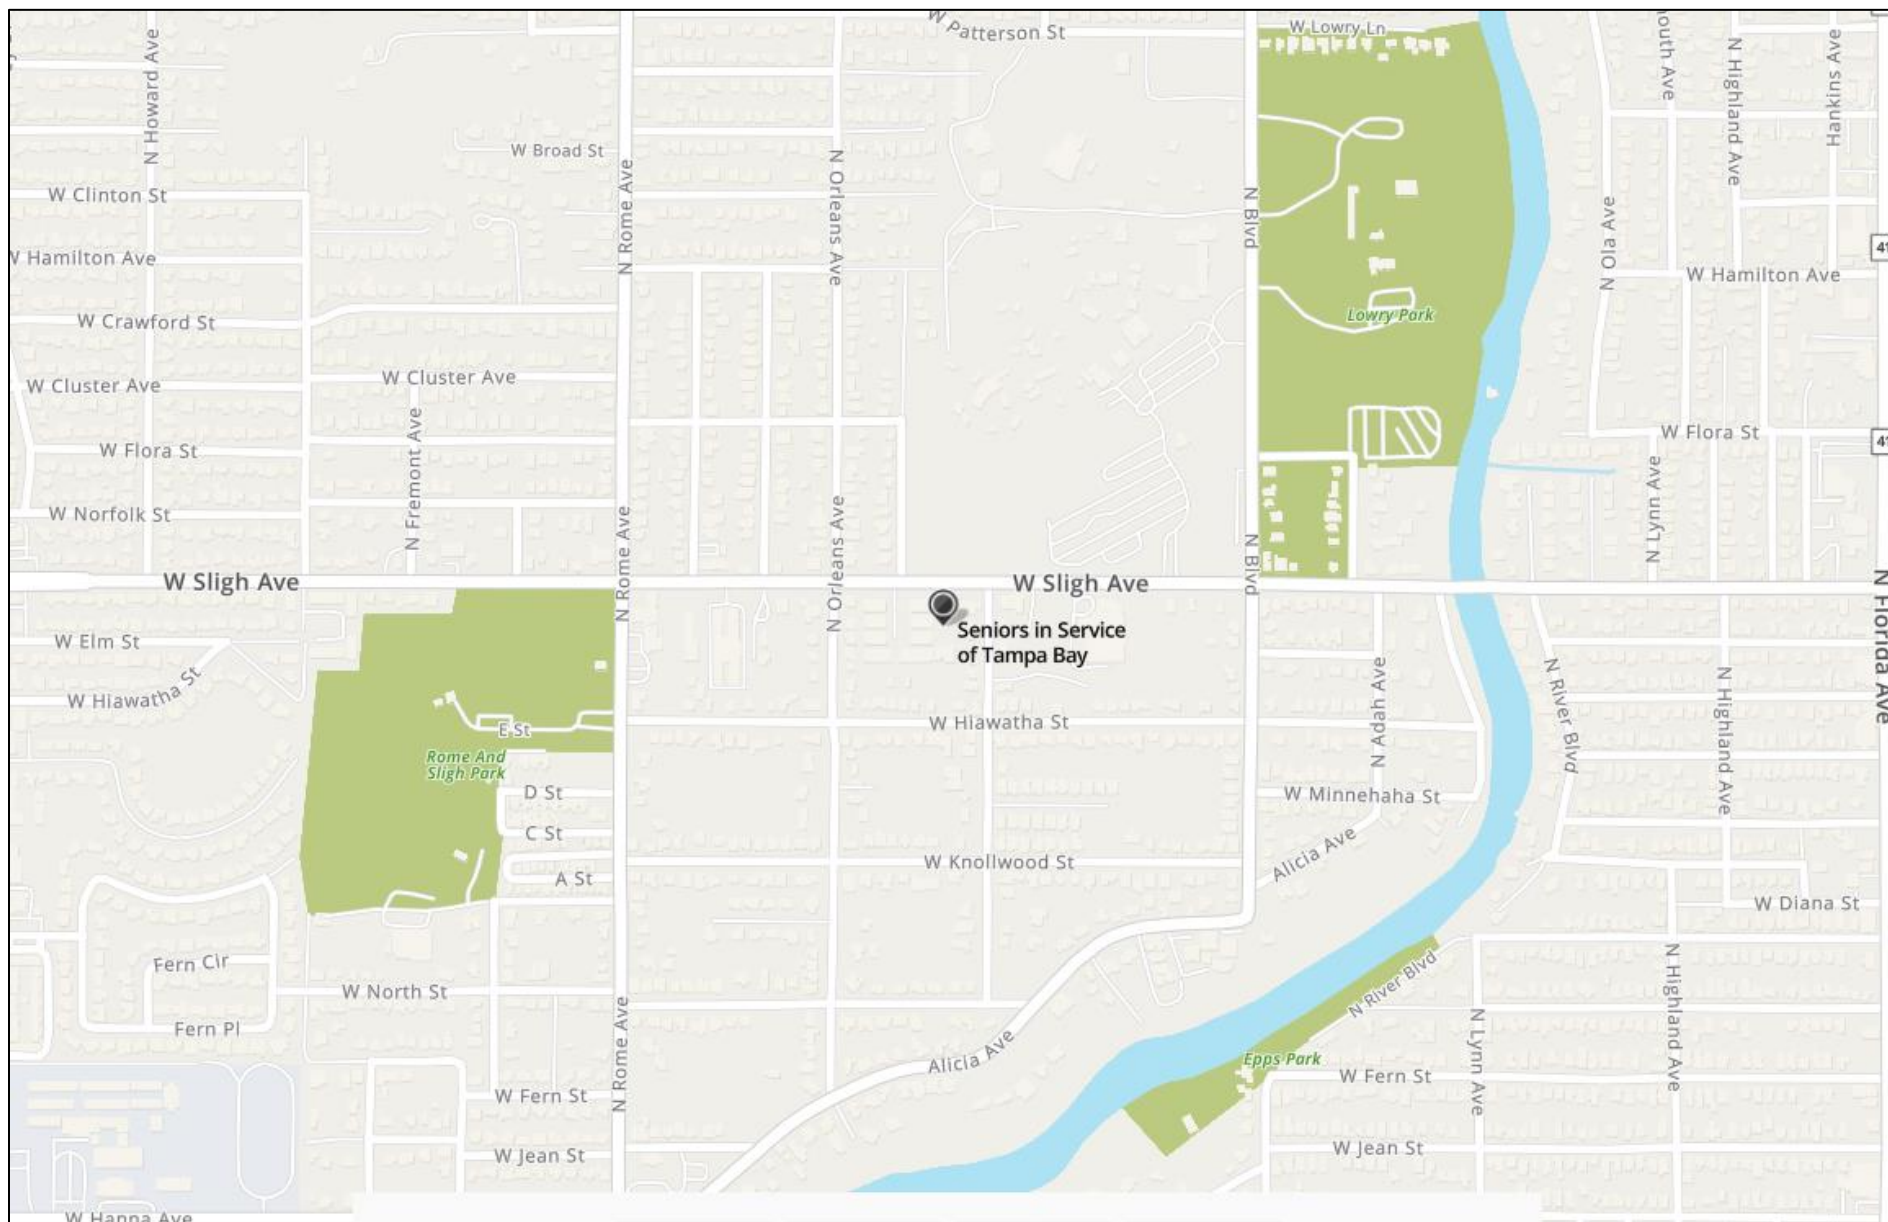 W Patterson St
W Lowry Ln
N Howard Ave
outh Ave
N Highland Ave
Hankins Ave
W Broad St
W Clinton St
N Rome Ave
N Orleans Ave
N Blvd
N Ola Ave
W Hamilton Ave
41
W Hamilton Ave
W Crawford St
Lowry Park
W Cluster Ave
W Cluster Ave
N Fremont Ave
W Flora St
W Flora St
41
N Lynn Ave
W Norfolk St
N Rome Ave
N Orleans Ave
N Blvd
W Sligh Ave
W Sligh Ave
N Florida Ave
Seniors in Service
of Tampa Bay
W Elm St
W Hiawatha St
N Adah Ave
N River Blvd
N Highland Ave
E St
W Hiawatha St
Rome And
Sligh Park
D St
W Minnehaha St
C St
Alicia Ave
W Knollwood St
A St
W Diana St
Fern Cir
W North St
N River Blvd
N Highland Ave
Fern Pl
N Rome Ave
Alicia Ave
Epps Park
N Lynn Ave
W Fern St
W Fern St
W Jean St
W Jean St
W Hanna Ave